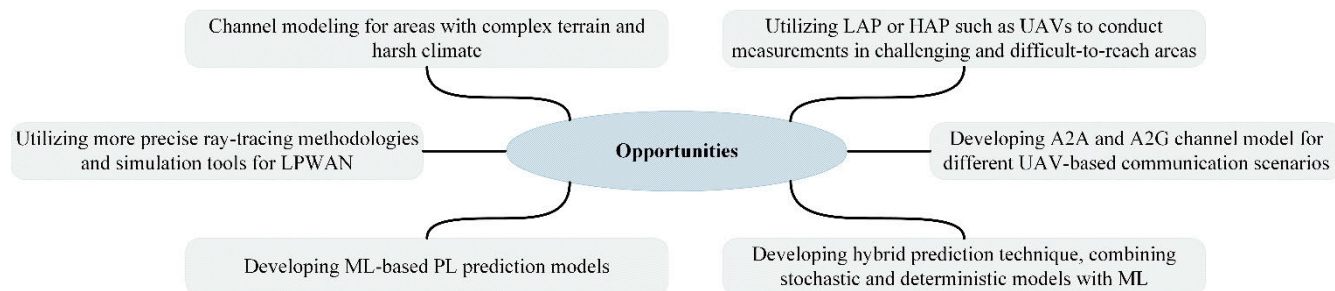 Channel modeling for areas with complex terrain and
harsh climate
Utilizing LAP or HAP such as UAVs to conduct
measurements in challenging and difficult-to-reach areas
Utilizing more precise ray-tracing methodologies
and simulation tools for LPWAN
Opportunities
Developing A2A and A2G channel model for
different UAV-based communication scenarios
Developing ML-based PL prediction models
Developing hybrid prediction technique, combining
stochastic and deterministic models with ML